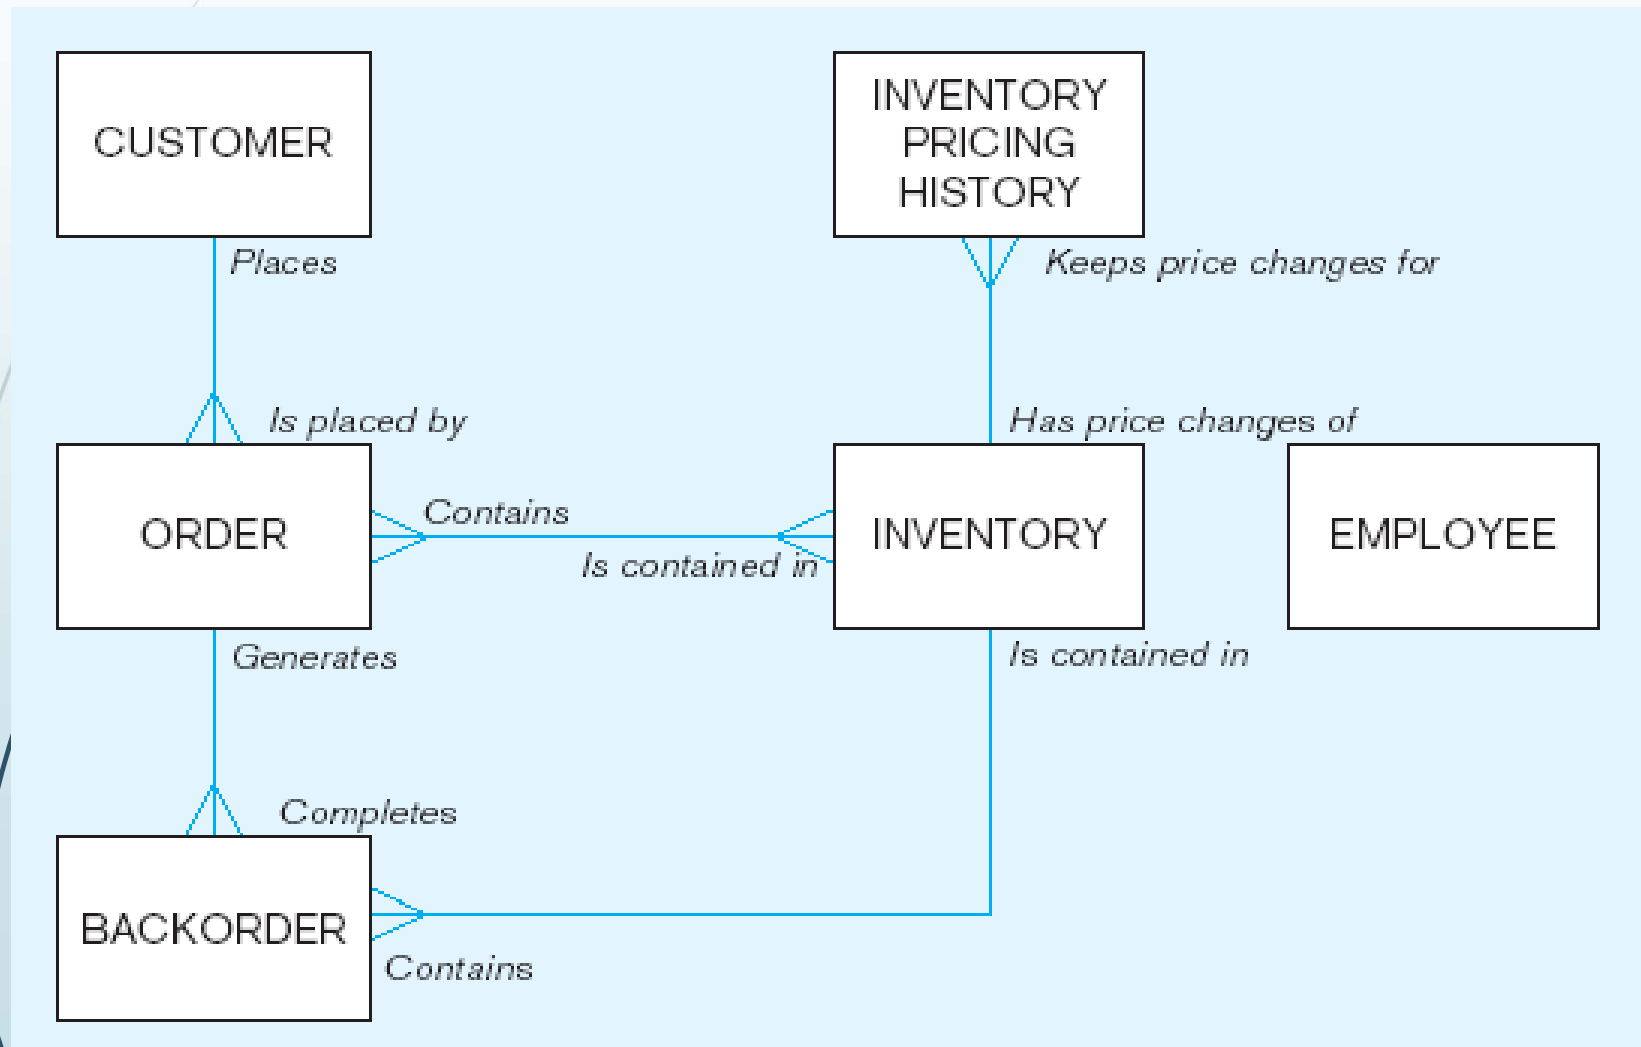 CUSTOMER
INVENTORY
PRICING
HISTORY
Places
Keeps price changes for
Is placed by
Has price changes of
ORDER
Contains
Is contained in
INVENTORY
EMPLOYEE
Generates
Is contained in
Completes
BACKORDER
Contains